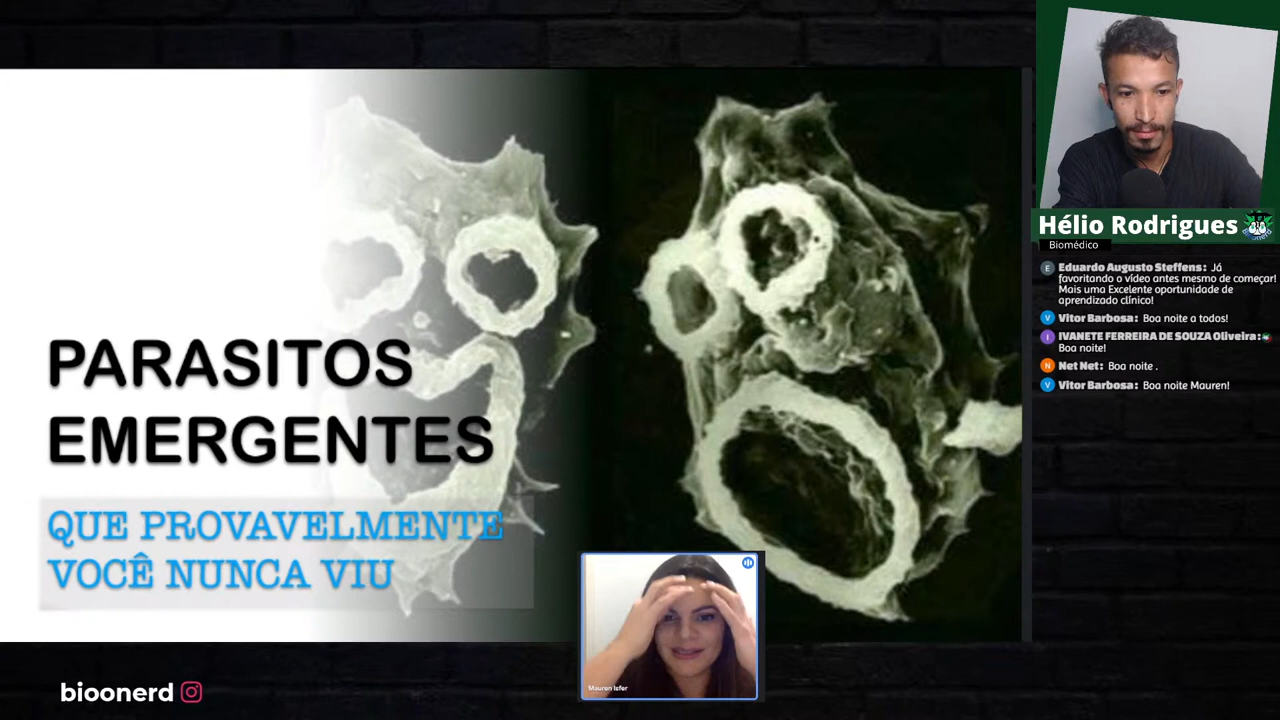 PARASITOS
EMERGENTES
QUE PROVAVELMENTE
VOCÊ NUNCA VIU
bioonerd
Mauren Isfer
Hélio Rodrigues
Biomédico
E Eduardo Augusto Steffens: Já
favoritando o vídeo antes mesmo de começar!
Mais uma Excelente oportunidade de
aprendizado clínico!
V Vitor Barbosa: Boa noite a todos!
I IVANETE FERREIRA DE SOUZA Oliveira:
Boa noite!
N Net Net: Boa noite .
V Vitor Barbosa: Boa noite Mauren!